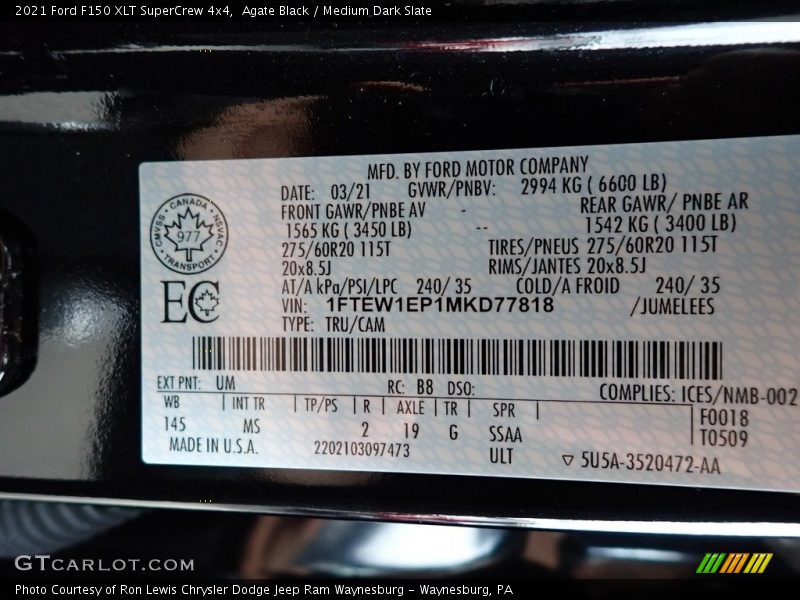 2021 Ford F150 XLT SuperCrew 4x4, Agate Black / Medium Dark Slate
MFD. BY FORD MOTOR COMPANY
DATE: 03/21 GVWR/PNBV: 2994 KG ( 6600 LB)
FRONT GAWR/PNBE AV - REAR GAWR/ PNBE AR
1565 KG ( 3450 LB) -- 1542 KG ( 3400 LB)
275/60R20 115T TIRES/PNEUS 275/60R20 115T
20x8.5J RIMS/JANTES 20x8.5J
AT/A kPa/PSI/LPC 240/ 35 COLD/A FROID 240/ 35
VIN: 1FTEW1EP1MKD77818 /JUMELEES
TYPE: TRU/CAM
CANADA
CMVSS NSVAC
977
TRANSPORT
EC
EXT PNT: UM RC: B8 DSO: COMPLIES: ICES/NMB-002
WB INT TR TP/PS R AXLE TR SPR F0018
145 MS 2 19 G SSAA T0509
MADE IN U.S.A. 2202103097473 ULT ▽ 5U5A-3520472-AA
GTCARLOT.COM
Photo Courtesy of Ron Lewis Chrysler Dodge Jeep Ram Waynesburg - Waynesburg, PA